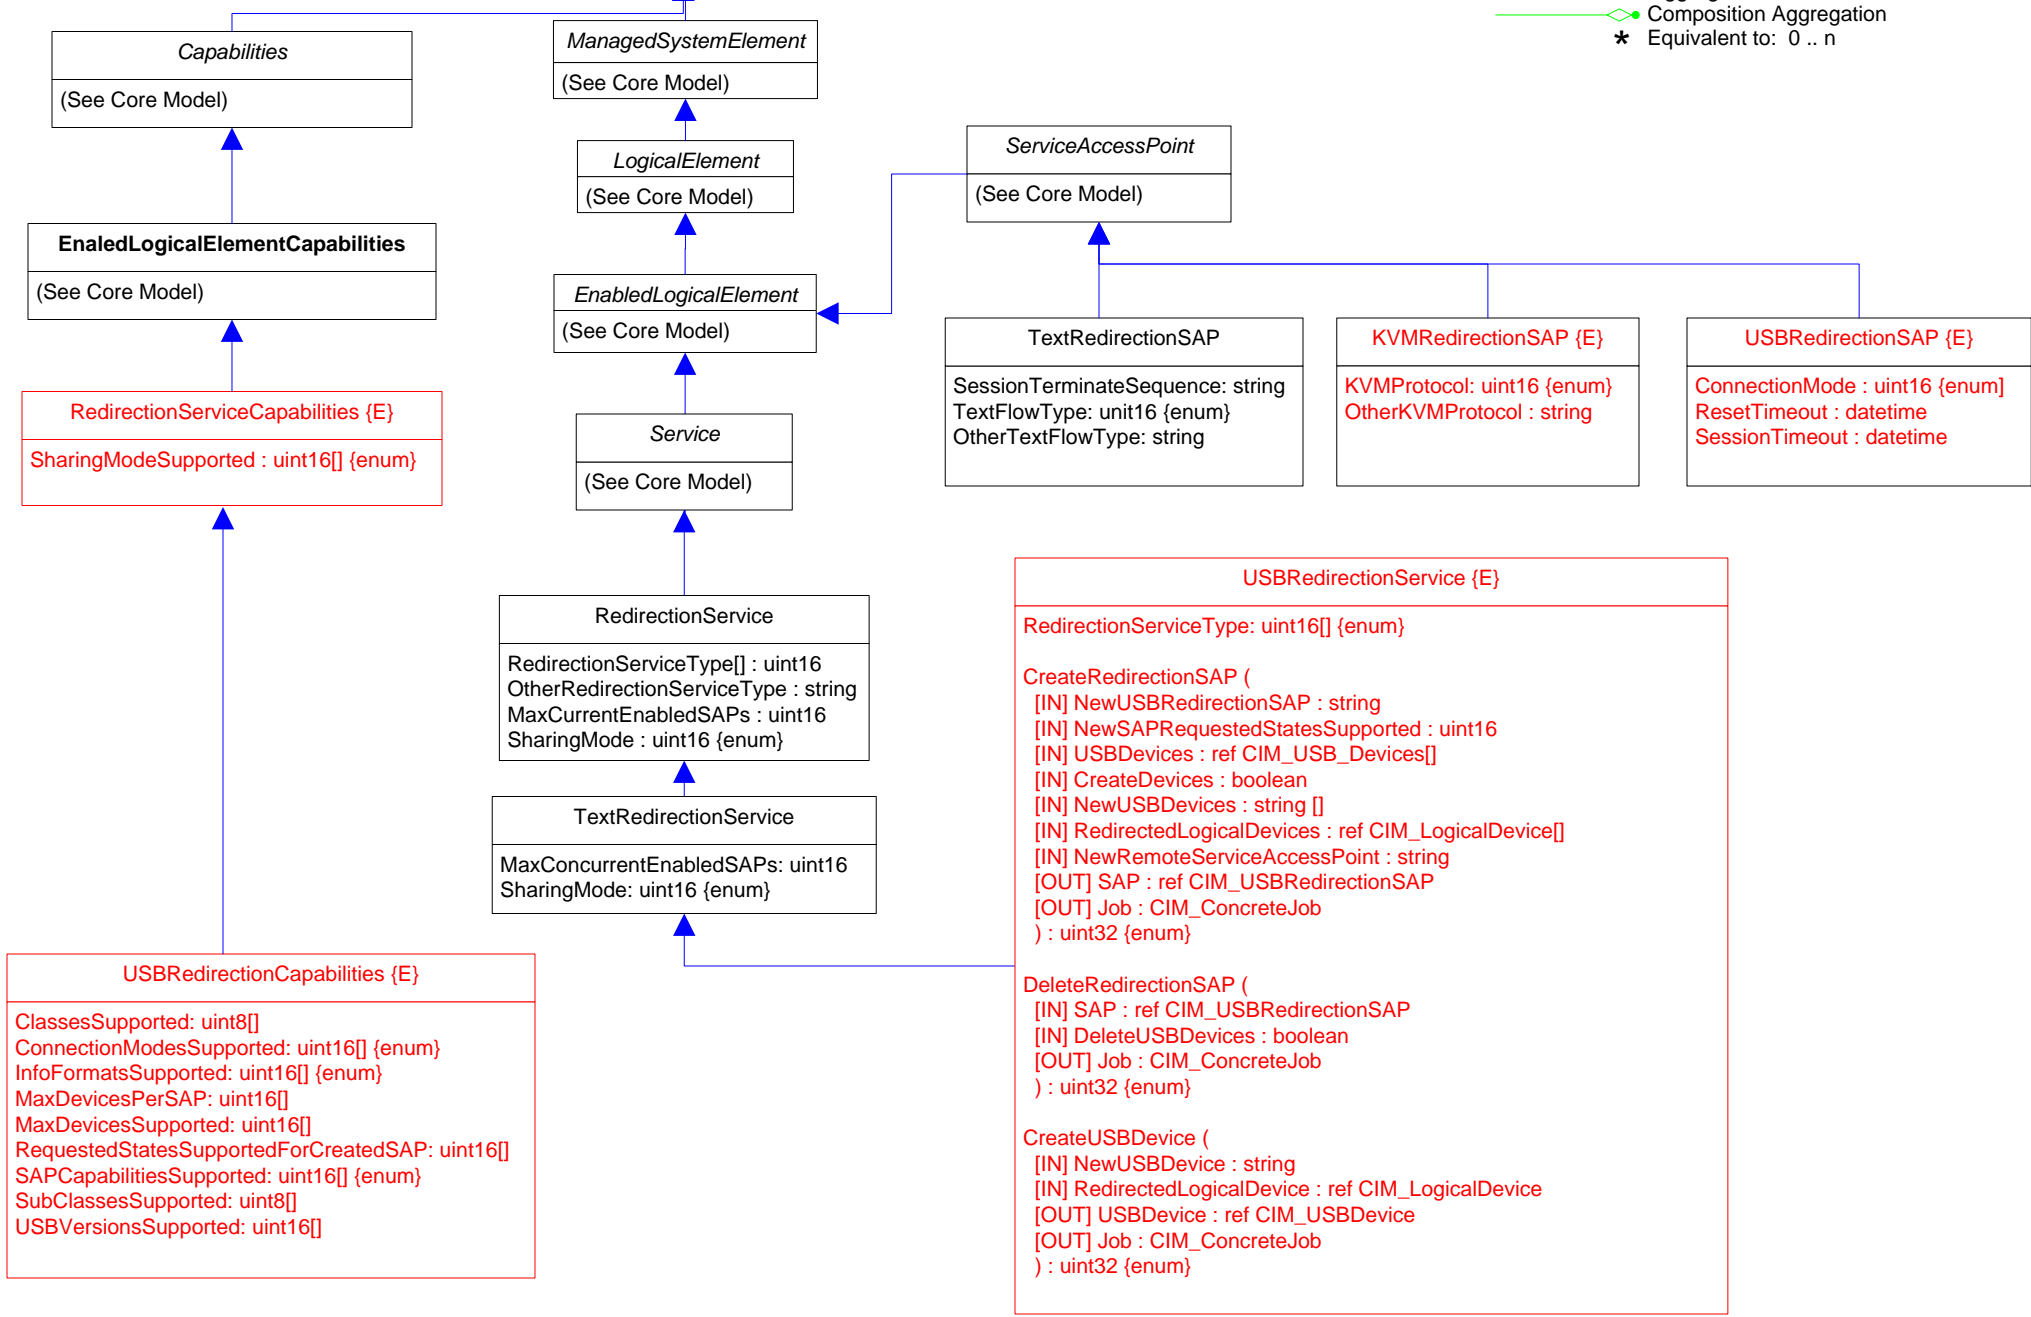 Composition Aggregation
* Equivalent to: 0 .. n
Capabilities
(See Core Model)
ManagedSystemElement
(See Core Model)
LogicalElement
(See Core Model)
ServiceAccessPoint
(See Core Model)
EnaledLogicalElementCapabilities
(See Core Model)
EnabledLogicalElement
(See Core Model)
TextRedirectionSAP
SessionTerminateSequence: string
TextFlowType: unit16 {enum}
OtherTextFlowType: string
KVMRedirectionSAP {E}
KVMProtocol: uint16 {enum}
OtherKVMProtocol : string
USBRedirectionSAP {E}
ConnectionMode : uint16 {enum]
ResetTimeout : datetime
SessionTimeout : datetime
RedirectionServiceCapabilities {E}
SharingModeSupported : uint16[] {enum}
Service
(See Core Model)
RedirectionService
RedirectionServiceType[] : uint16
OtherRedirectionServiceType : string
MaxCurrentEnabledSAPs : uint16
SharingMode : uint16 {enum}
TextRedirectionService
MaxConcurrentEnabledSAPs: uint16
SharingMode: uint16 {enum}
USBRedirectionService {E}
RedirectionServiceType: uint16[] {enum}
CreateRedirectionSAP (
[IN] NewUSBRedirectionSAP : string
[IN] NewSAPRequestedStatesSupported : uint16
[IN] USBDevices : ref CIM_USB_Devices[]
[IN] CreateDevices : boolean
[IN] NewUSBDevices : string []
[IN] RedirectedLogicalDevices : ref CIM_LogicalDevice[]
[IN] NewRemoteServiceAccessPoint : string
[OUT] SAP : ref CIM_USBRedirectionSAP
[OUT] Job : CIM_ConcreteJob
) : uint32 {enum}
DeleteRedirectionSAP (
[IN] SAP : ref CIM_USBRedirectionSAP
[IN] DeleteUSBDevices : boolean
[OUT] Job : CIM_ConcreteJob
) : uint32 {enum}
CreateUSBDevice (
[IN] NewUSBDevice : string
[IN] RedirectedLogicalDevice : ref CIM_LogicalDevice
[OUT] USBDevice : ref CIM_USBDevice
[OUT] Job : CIM_ConcreteJob
) : uint32 {enum}
USBRedirectionCapabilities {E}
ClassesSupported: uint8[]
ConnectionModesSupported: uint16[] {enum}
InfoFormatsSupported: uint16[] {enum}
MaxDevicesPerSAP: uint16[]
MaxDevicesSupported: uint16[]
RequestedStatesSupportedForCreatedSAP: uint16[]
SAPCapabilitiesSupported: uint16[] {enum}
SubClassesSupported: uint8[]
USBVersionsSupported: uint16[]